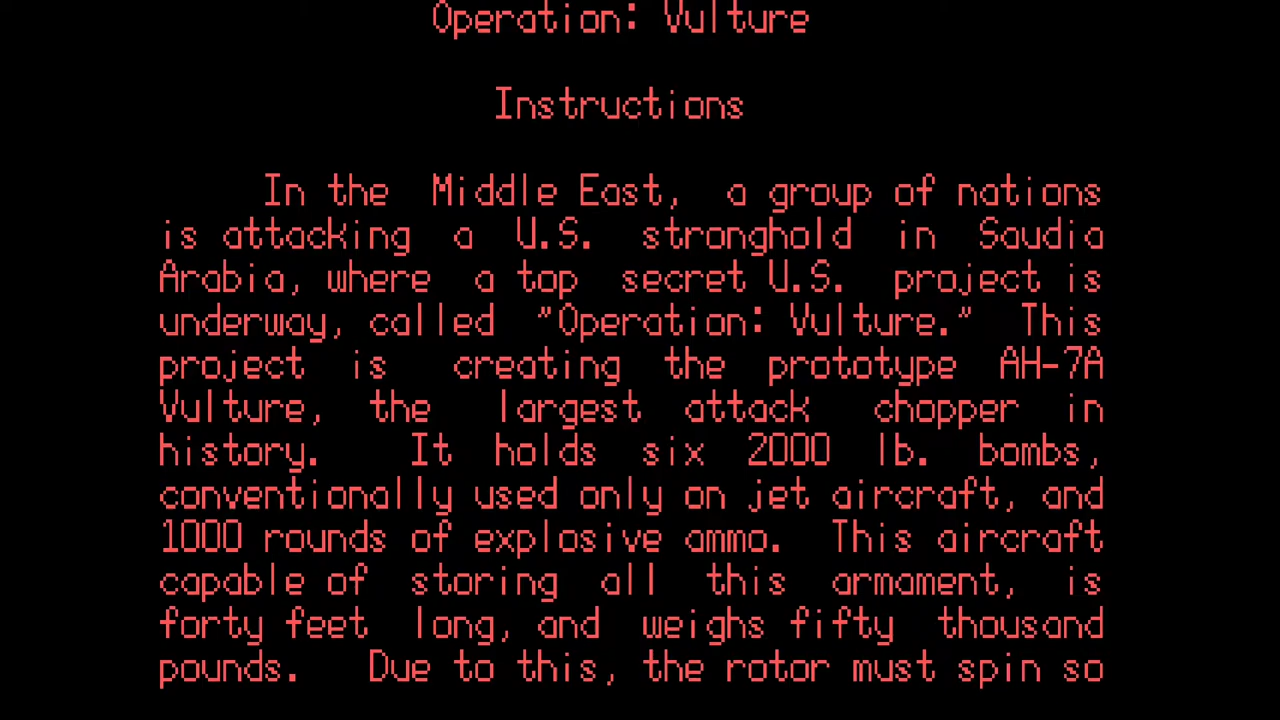 Operation: Vulture
Instructions
In the Middle East, a group of nations
is attacking a U.S. stronghold in Saudia
Arabia, where a top secret U.S. project is
underway, called "Operation: Vulture." This
project is creating the prototype AH-7A
Vulture, the largest attack chopper in
history. It holds six 2000 lb. bombs,
conventionally used only on jet aircraft, and
1000 rounds of explosive ammo. This aircraft
capable of storing all this armament, is
forty feet long, and weighs fifty thousand
pounds. Due to this, the rotor must spin so